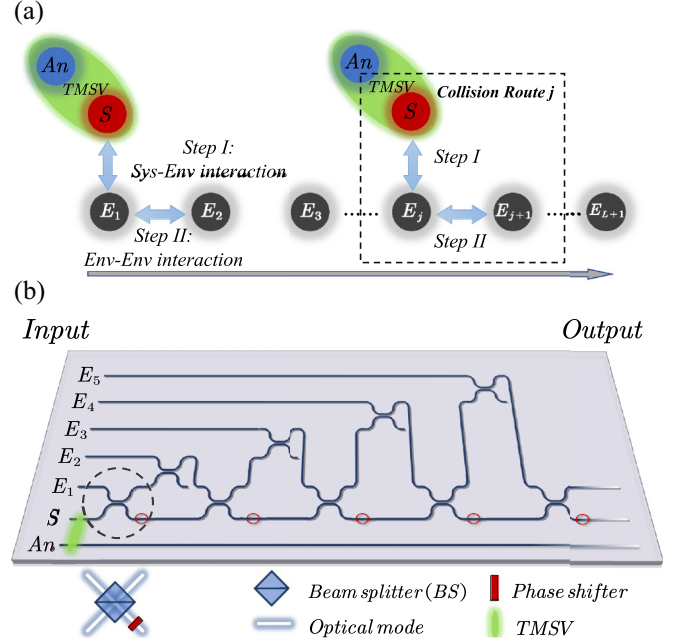 (a)
An
TMSV
S
Step I:
Sys-Env interaction
E₁
E₂
Step II:
Env-Env interaction
An
TMSV
S
Collision Route j
Step I
E₃
......
Eⱼ
Eⱼ₊₁
......
E_{L+1}
Step II
(b)
Input
Output
E₅
E₄
E₃
E₂
E₁
S
An
Beam splitter (BS)
Phase shifter
Optical mode
TMSV